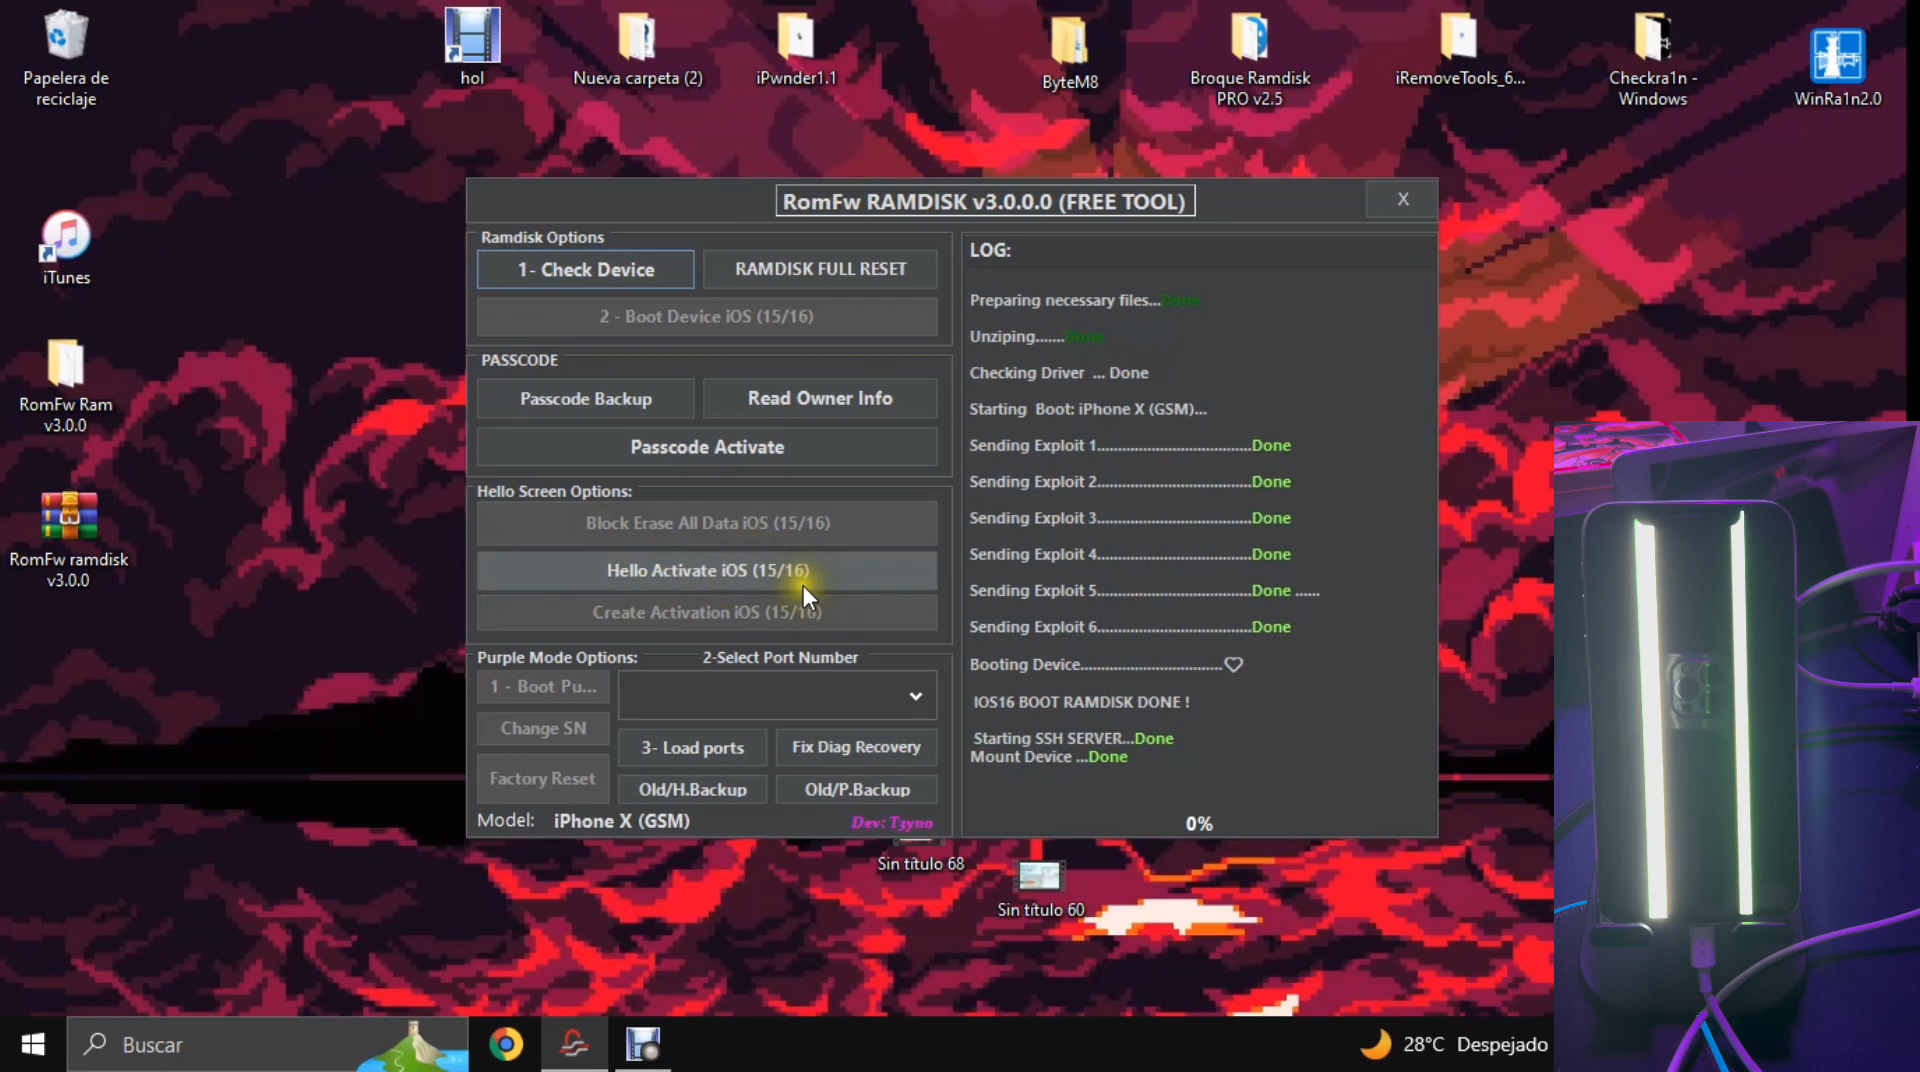 Papelera de
reciclaje
hol
Nueva carpeta (2)
iPwnder1.1
ByteM8
Broque Ramdisk
PRO v2.5
iRemoveTools_6...
Checkra1n -
Windows
WinRa1n2.0
iTunes
RomFw Ram
v3.0.0
RomFw ramdisk
v3.0.0
RomFw RAMDISK v3.0.0.0 (FREE TOOL)
X
Ramdisk Options
1- Check Device
RAMDISK FULL RESET
2 - Boot Device iOS (15/16)
PASSCODE
Passcode Backup
Read Owner Info
Passcode Activate
Hello Screen Options:
Block Erase All Data iOS (15/16)
Hello Activate iOS (15/16)
Create Activation iOS (15/16)
Purple Mode Options:
2-Select Port Number
1 - Boot Pu...
Change SN
3- Load ports
Fix Diag Recovery
Factory Reset
Old/H.Backup
Old/P.Backup
Model: iPhone X (GSM)
Dev: T3yno
LOG:
Preparing necessary files...Done
Unziping.......Done
Checking Driver ... Done
Starting Boot: iPhone X (GSM)...
Sending Exploit 1.....................................Done
Sending Exploit 2.....................................Done
Sending Exploit 3.....................................Done
Sending Exploit 4.....................................Done
Sending Exploit 5.....................................Done ......
Sending Exploit 6.....................................Done
Booting Device..................................♡
IOS16 BOOT RAMDISK DONE !
Starting SSH SERVER...Done
Mount Device ...Done
0%
Sin título 68
Sin título 60
Buscar
28°C Despejado